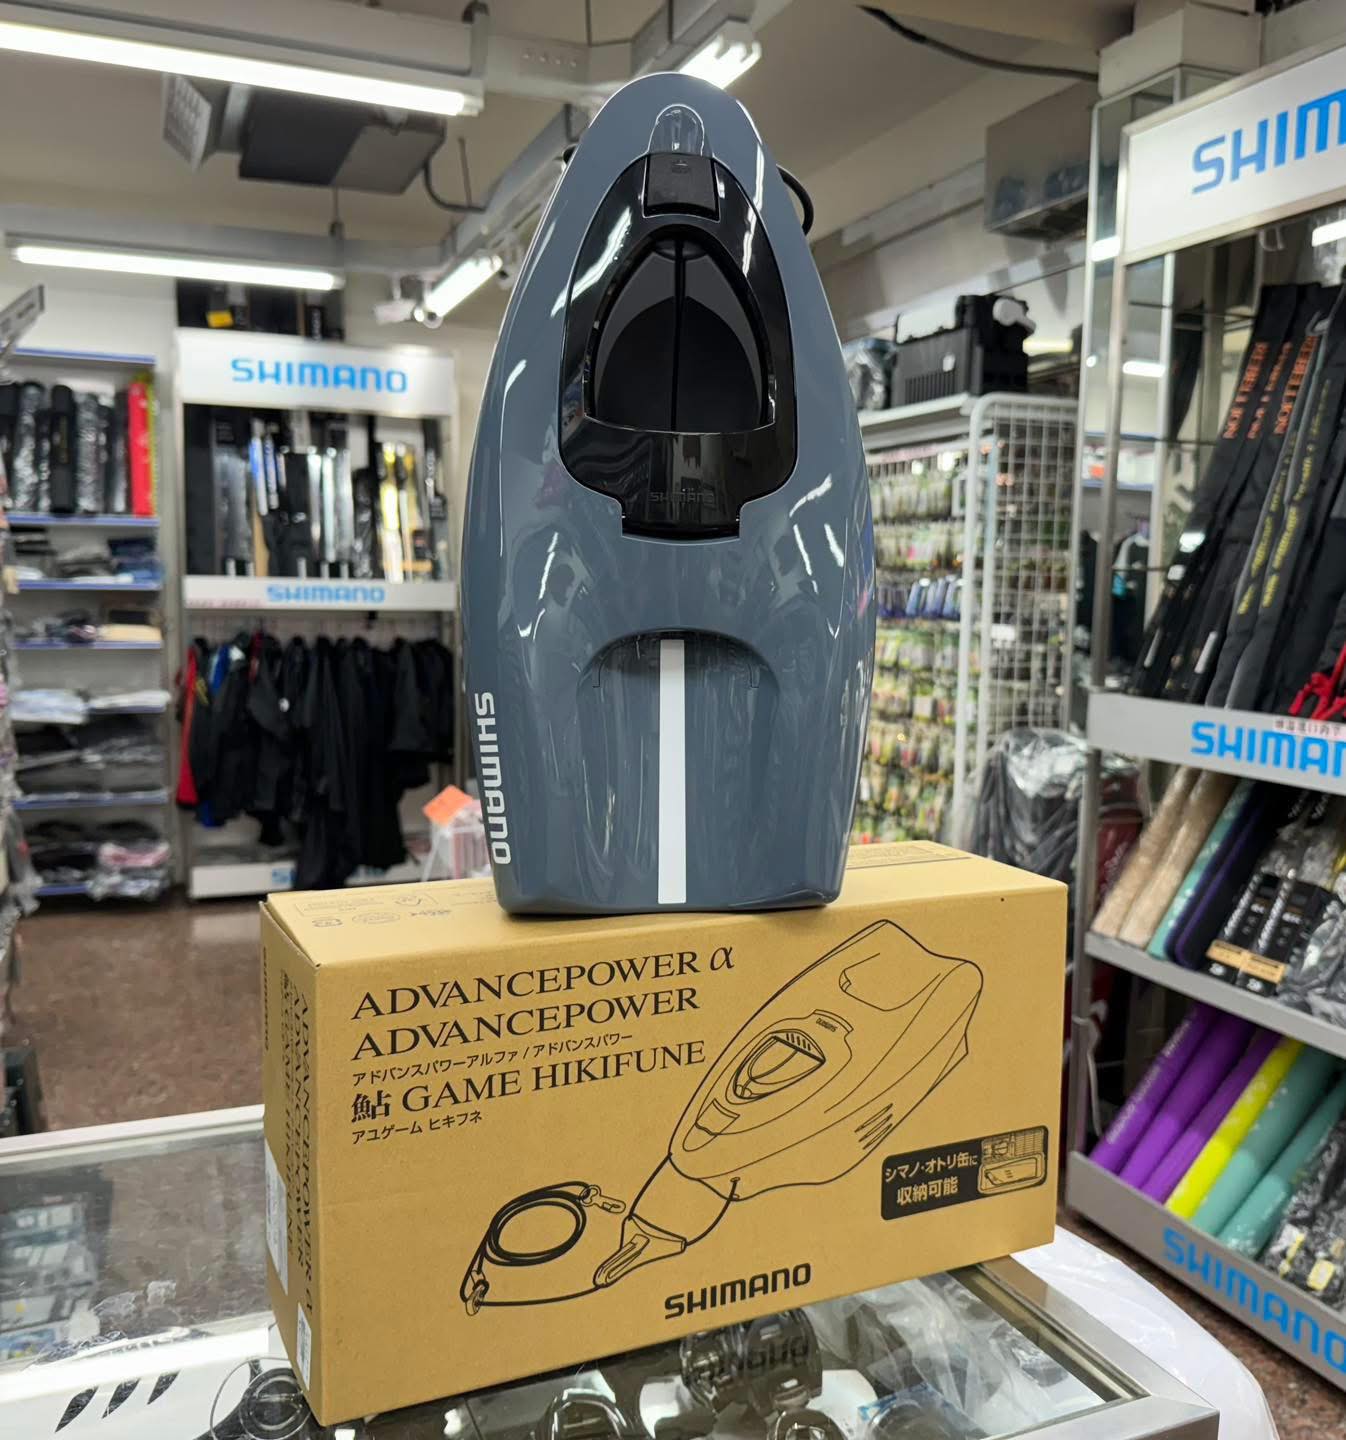 SHIM
SHIMANO
SHIMANO
SHIMANO
SHIMANO
SHIMAN
SHIMANO
ADVANCEPOWER α
ADVANCEPOWER
アドバンスパワーアルファ / アドバンスパワー
鮎 GAME HIKIFUNE
アユゲーム ヒキフネ
シマノ・オトリ缶に
収納可能
SHIMANO